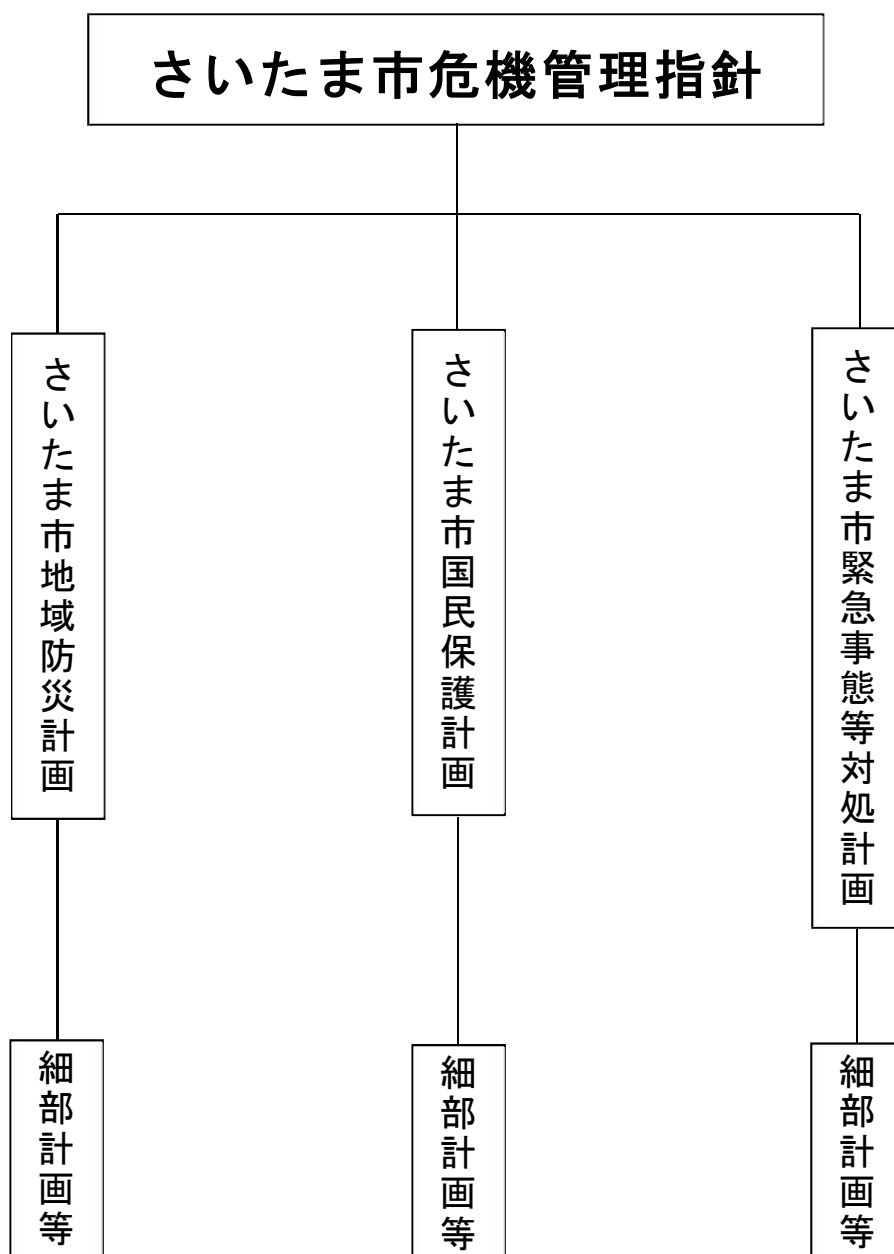 さいたま市危機管理指針
さいたま市地域防災計画
さいたま市国民保護計画
さいたま市緊急事態等対処計画
細部計画等
細部計画等
細部計画等